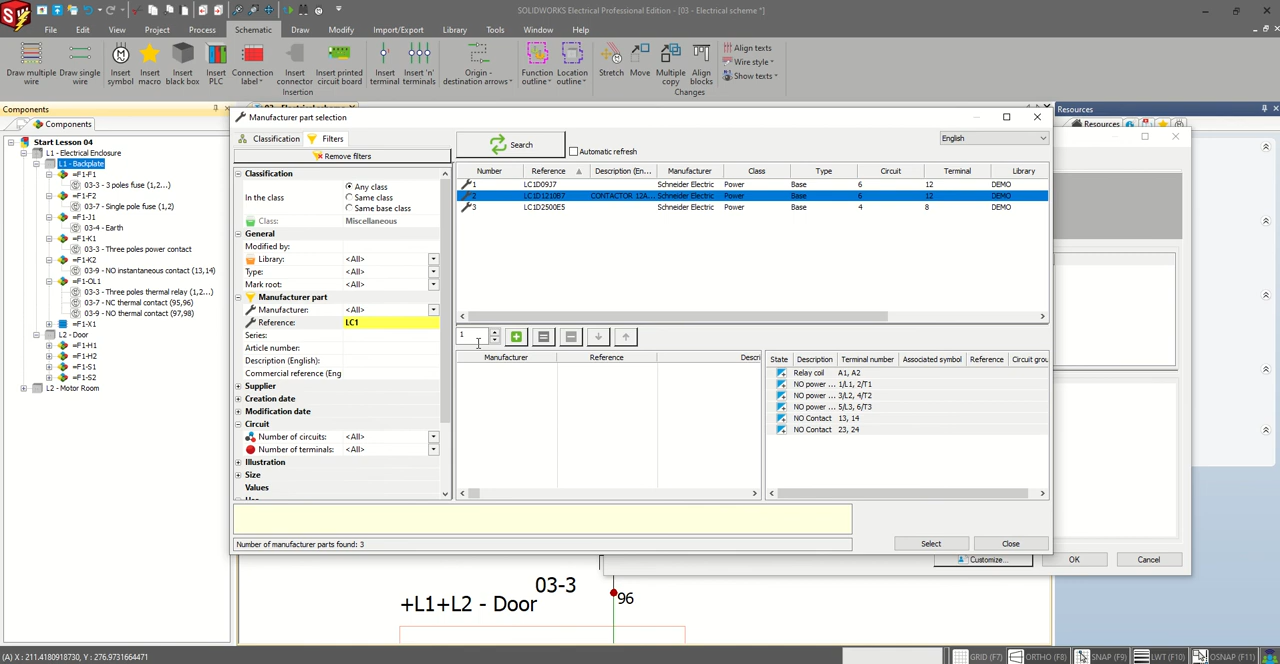 SOLIDWORKS Electrical Professional Edition - [03 - Electrical scheme *]
File Edit View Project Process Schematic Draw Modify Import/Export Library Tools Window Help
Draw multiple wire
Draw single wire
Insert symbol
Insert macro
Insert black box
Insert PLC
Connection label
Insert connector
Insert printed circuit board
Insert terminal
Insert 'n' terminals
Origin - destination arrows
Function outline
Location outline
Stretch
Move
Multiple copy
Align blocks
Align texts
Wire style
Show texts
Insertion
Changes
Components
Components
Start Lesson 04
L1 - Electrical Enclosure
L1 - Backplate
=F1-F1
03-3 - 3 poles fuse (1,2...)
=F1-F2
03-7 - Single pole fuse (1,2)
=F1-J1
03-4 - Earth
=F1-K1
03-3 - Three poles power contact
=F1-K2
03-9 - NO instantaneous contact (13,14)
=F1-OL1
03-3 - Three poles thermal relay (1,2...)
03-7 - NC thermal contact (95,96)
03-9 - NO thermal contact (97,98)
=F1-X1
L2 - Door
=F1-H1
=F1-H2
=F1-S1
=F1-S2
L2 - Motor Room
Manufacturer part selection
Classification Filters
Remove filters
Classification
In the class
Any class
Same class
Same base class
Class: Miscellaneous
General
Modified by:
Library: <All>
Type: <All>
Mark root: <All>
Manufacturer part
Manufacturer: <All>
Reference: LC1
Series:
Article number:
Description (English):
Commercial reference (Eng
Supplier
Creation date
Modification date
Circuit
Number of circuits: <All>
Number of terminals: <All>
Illustration
Size
Values
Search
Automatic refresh
English
Number Reference Description (En... Manufacturer Class Type Circuit Terminal Library
1 LC1D09J7 Schneider Electric Power Base 6 12 DEMO
2 LC1D1210B7 CONTACTOR 12A... Schneider Electric Power Base 6 12 DEMO
3 LC1D2500E5 Schneider Electric Power Base 4 8 DEMO
1
Manufacturer Reference Descri
State Description Terminal number Associated symbol Reference Circuit grou
Relay coil A1, A2
NO power ... 1/L1, 2/T1
NO power ... 3/L2, 4/T2
NO power ... 5/L3, 6/T3
NO Contact 13, 14
NO Contact 23, 24
Number of manufacturer parts found: 3
Select Close
Resources
Resources
Customize...
OK Cancel
03-3
+L1+L2 - Door
96
(A) X : 211.4180918730, Y : 276.9731664471
GRID (F7) ORTHO (F8) SNAP (F9) LWT (F10) OSNAP (F11)